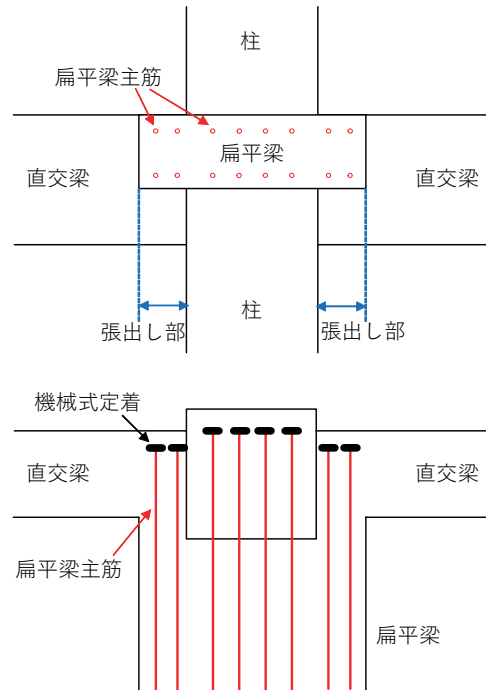 柱
扁平梁主筋
扁平梁
直交梁
直交梁
柱
張出し部
張出し部
機械式定着
直交梁
直交梁
扁平梁主筋
扁平梁